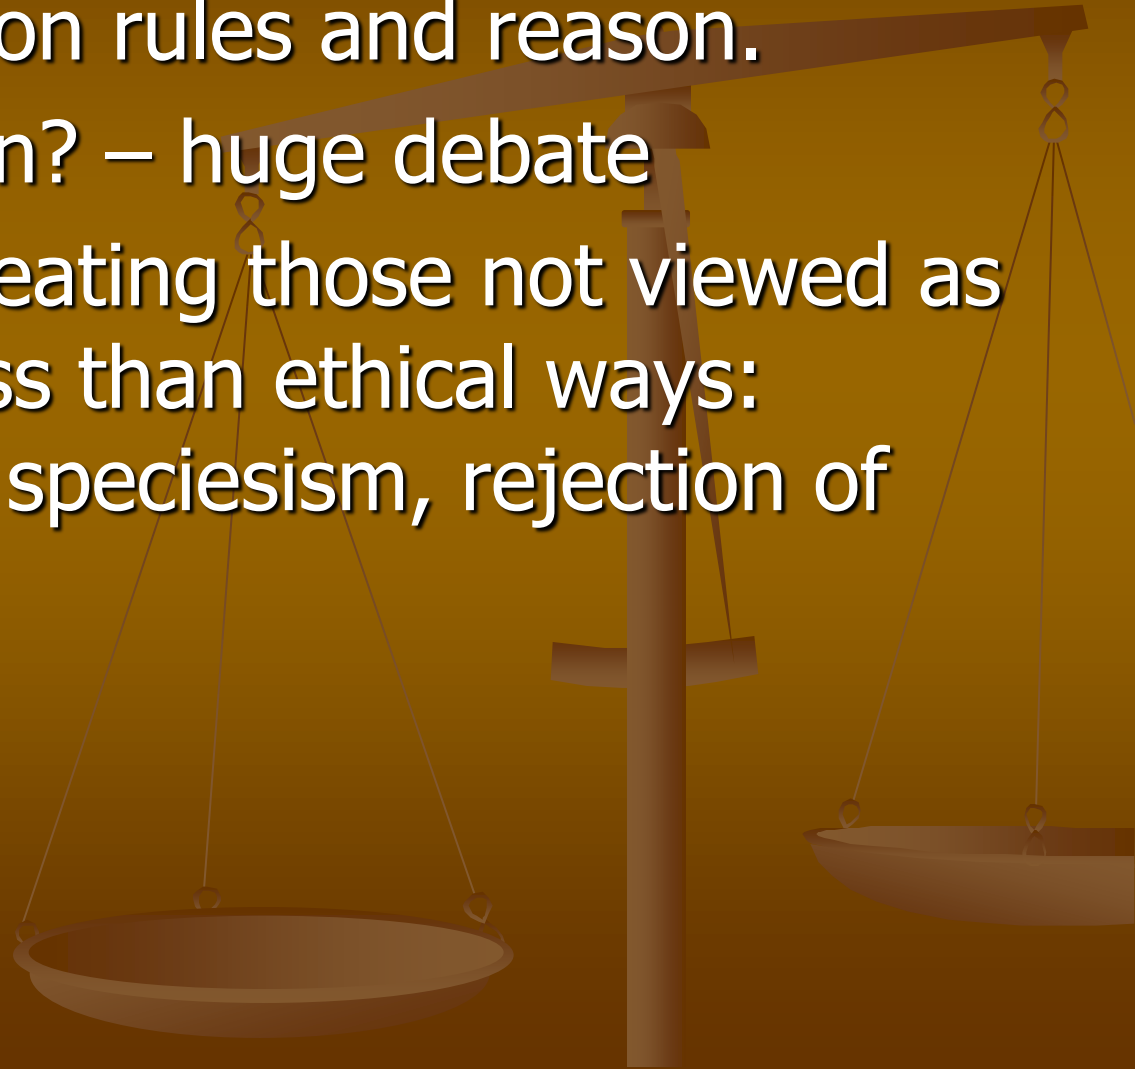 on rules and reason.
n? – huge debate
eating those not viewed as
ss than ethical ways:
speciesism, rejection of